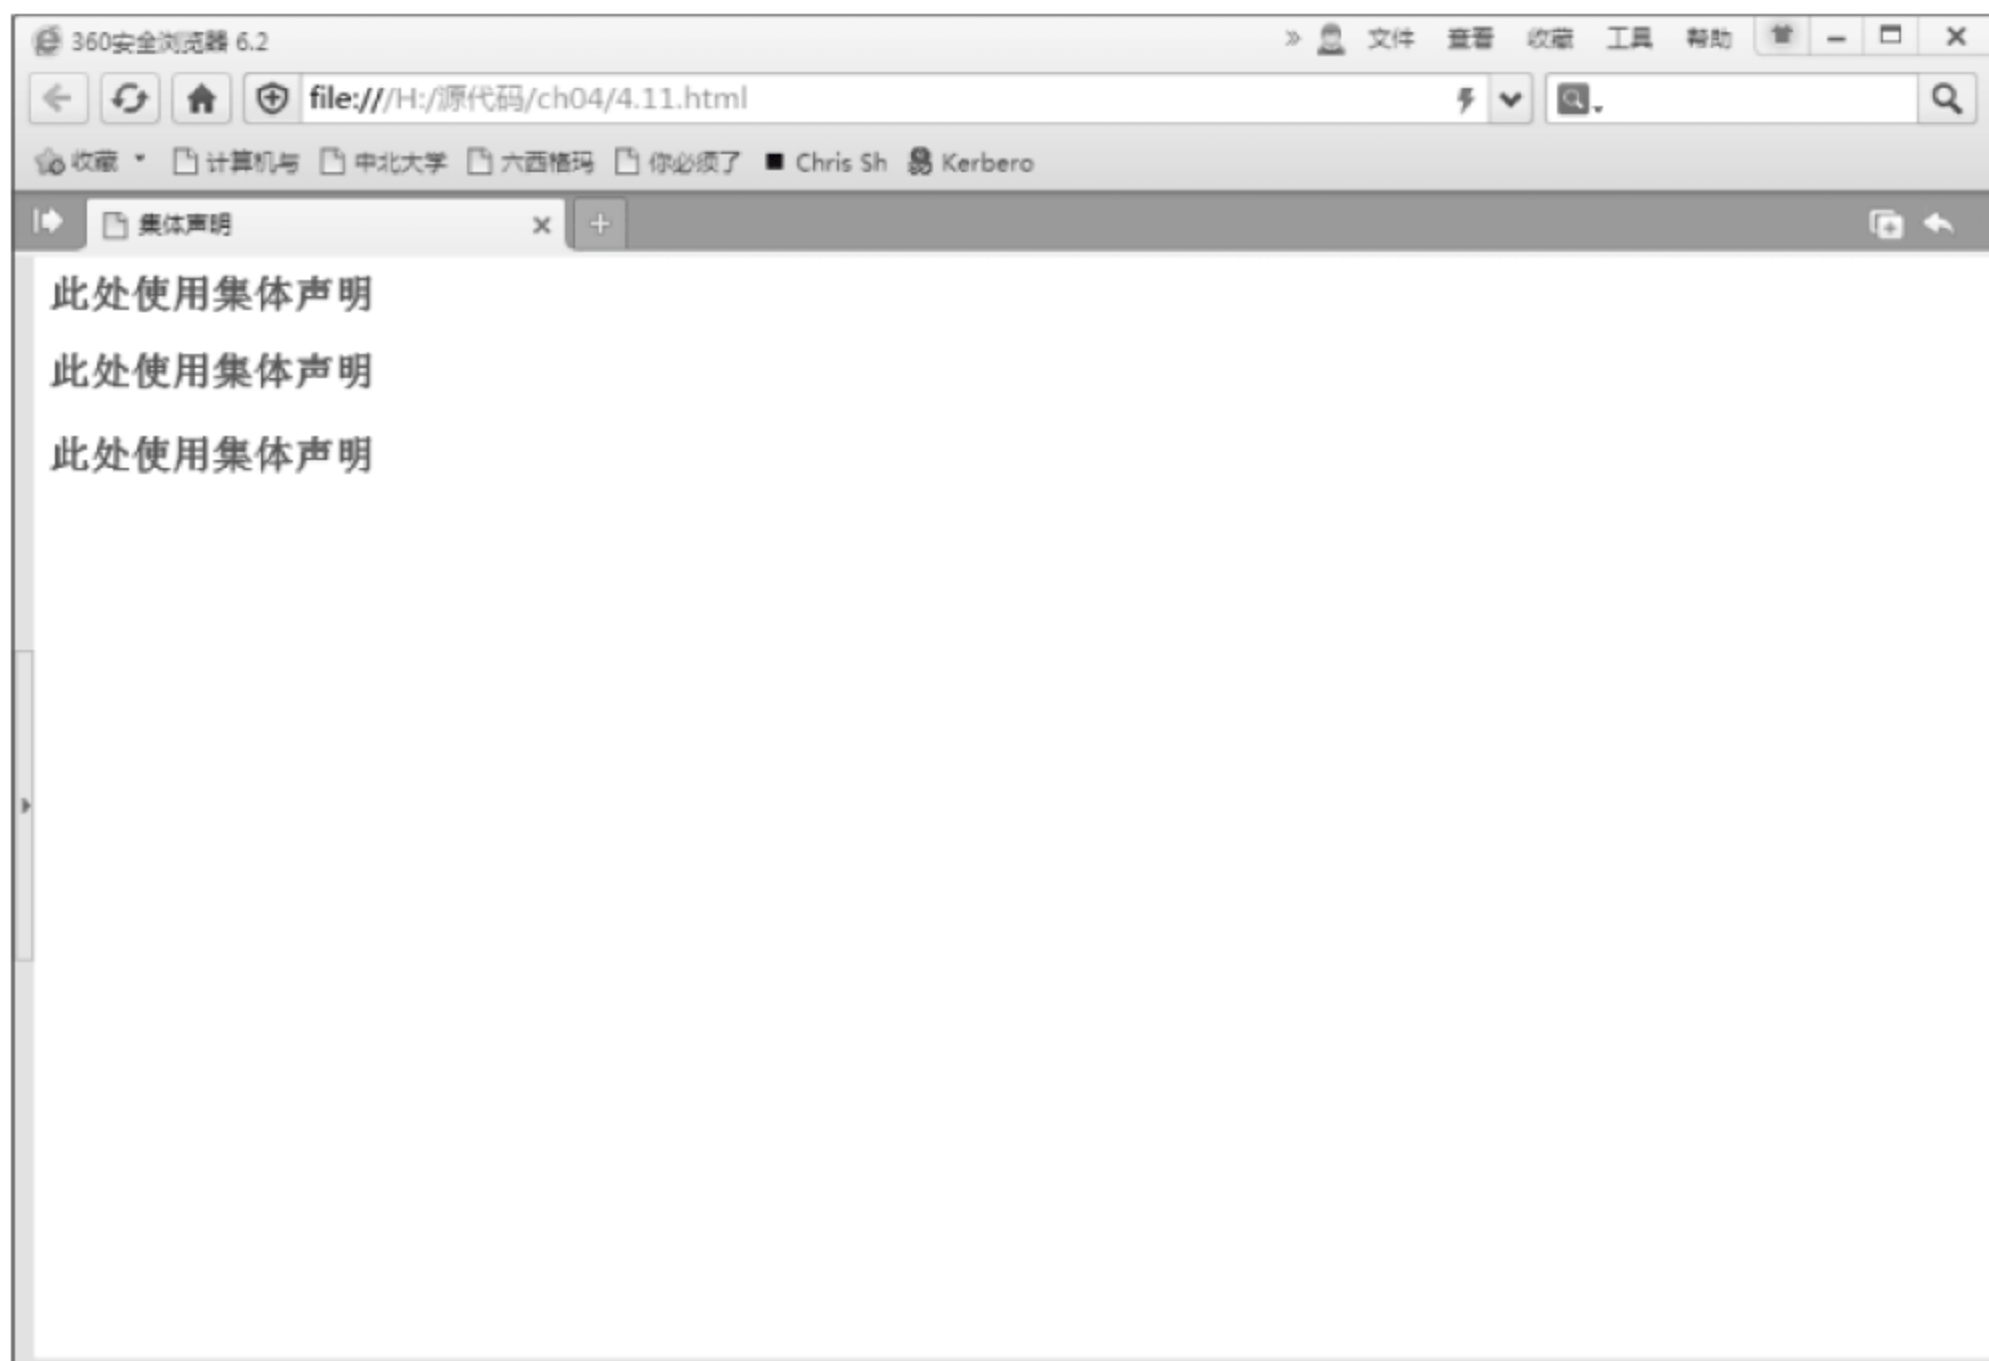 360安全浏览器 6.2
» 文件 查看 收藏 工具 帮助
file:///H:/源代码/ch04/4.11.html
收藏 计算机与 中北大学 六西格玛 你必须了 Chris Sh Kerbero
集体声明
此处使用集体声明
此处使用集体声明
此处使用集体声明